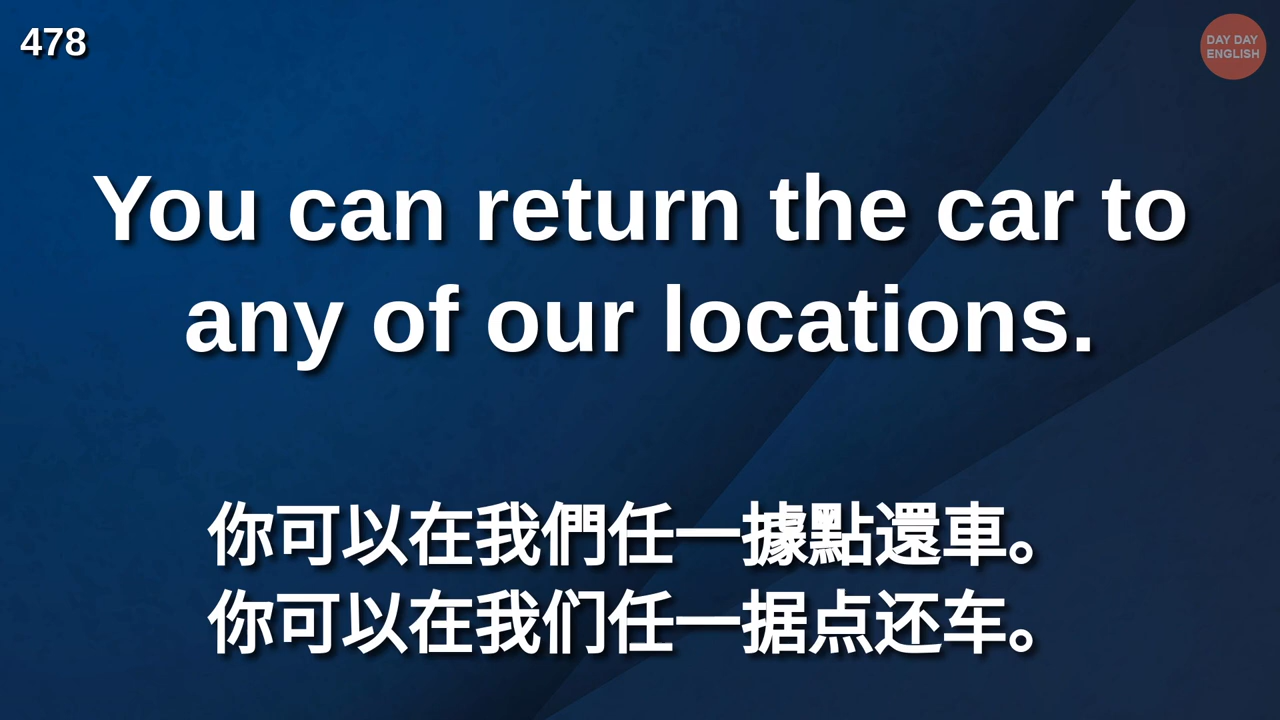 478
DAY DAY
ENGLISH
You can return the car to
any of our locations.
你可以在我們任一據點還車。
你可以在我们任一据点还车。